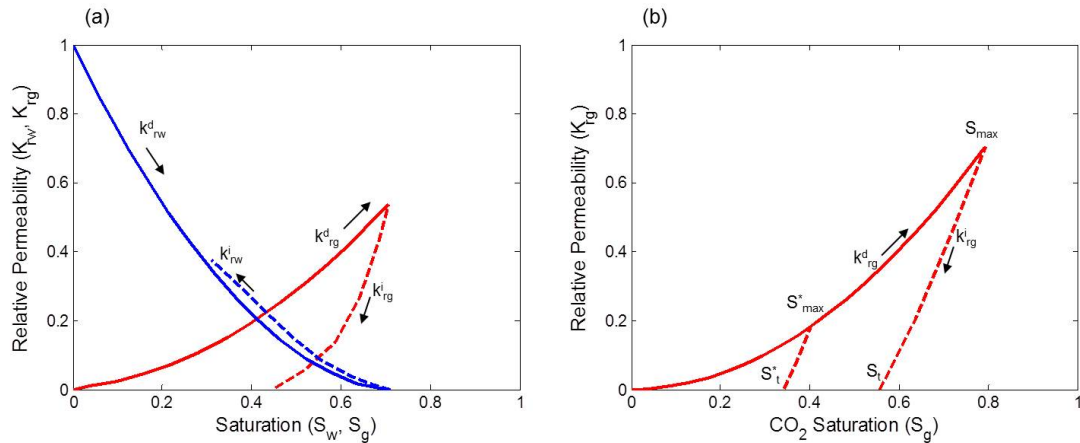 (a)
1
0.8
0.6
0.4
0.2
0
0
0.2
0.4
0.6
0.8
1
Relative Permeability (K_rw, K_rg)
Saturation (S_w, S_g)
k^d_rw
k^i_rw
k^d_rg
k^i_rg
(b)
1
0.8
0.6
0.4
0.2
0
0
0.2
0.4
0.6
0.8
1
Relative Permeability (K_rg)
CO₂ Saturation (S_g)
S_max
k^d_rg
k^i_rg
S^*_max
S^*_t
S_t